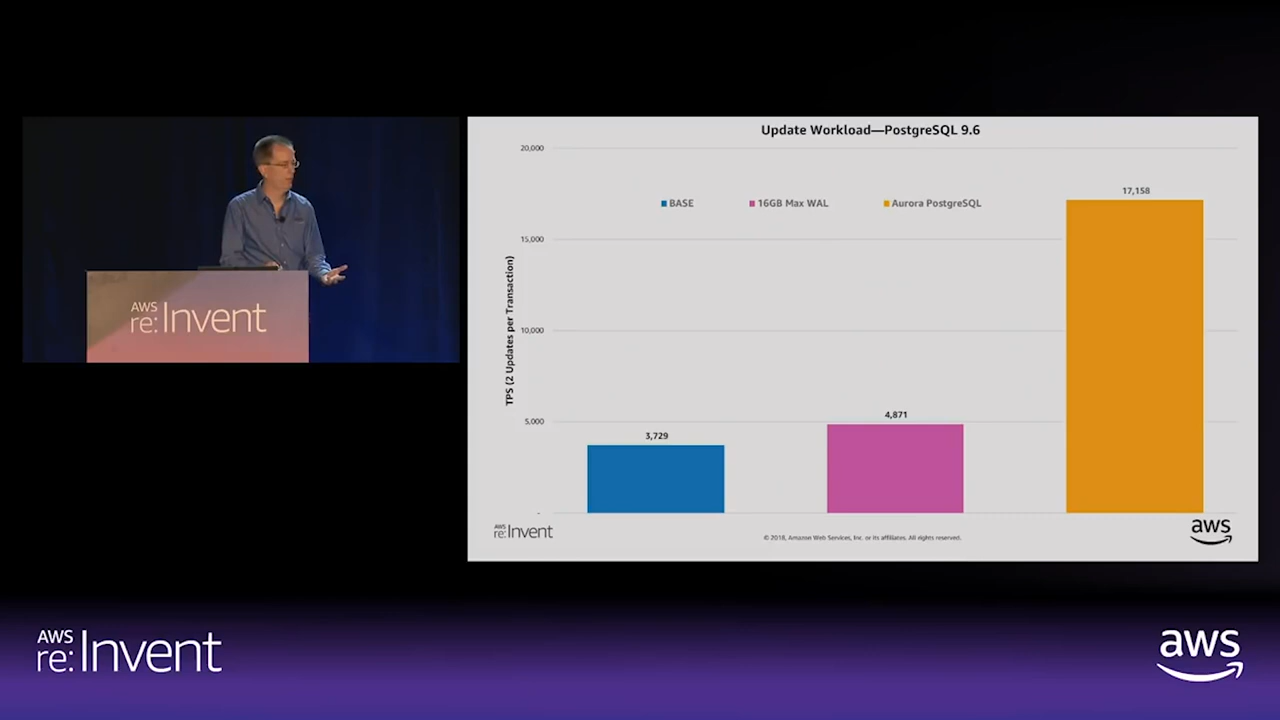 AWS
re:Invent
Update Workload—PostgreSQL 9.6
20,000
15,000
10,000
5,000
-
TPS (2 Updates per Transaction)
BASE
16GB Max WAL
Aurora PostgreSQL
3,729
4,871
17,158
AWS
re:Invent
© 2018, Amazon Web Services, Inc. or its affiliates. All rights reserved.
aws
AWS
re:Invent
aws